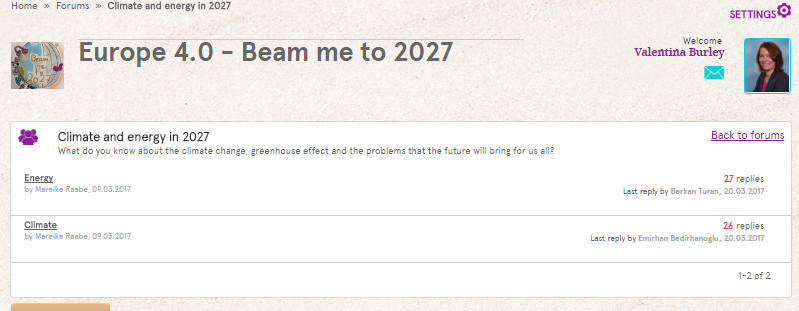 Home » Forums » Climate and energy in 2027
SETTINGS
Welcome
Valentina Burley
Beam me to 2027
Europe 4.0 - Beam me to 2027
Climate and energy in 2027
Back to forums
What do you know about the climate change, greenhouse effect and the problems that the future will bring for us all?
Energy
27 replies
by Mareike Raabe, 09.03.2017
Last reply by Berkan Turan, 20.03.2017
Climate
26 replies
by Mareike Raabe, 09.03.2017
Last reply by Emirhan Bedirhanoglu, 20.03.2017
1-2 of 2